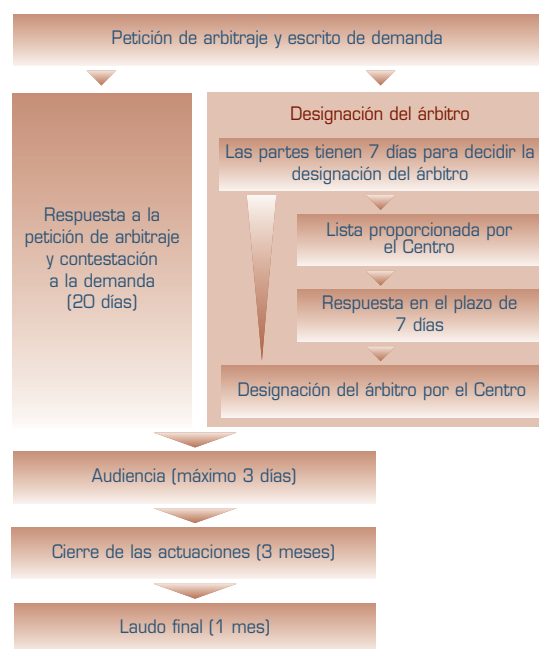 Petición de arbitraje y escrito de demanda
Respuesta a la
petición de arbitraje
y contestación
a la demanda
(20 días)
Designación del árbitro
Las partes tienen 7 días para decidir la
designación del árbitro
Lista proporcionada por
el Centro
Respuesta en el plazo de
7 días
Designación del árbitro por el Centro
Audiencia (máximo 3 días)
Cierre de las actuaciones (3 meses)
Laudo final (1 mes)